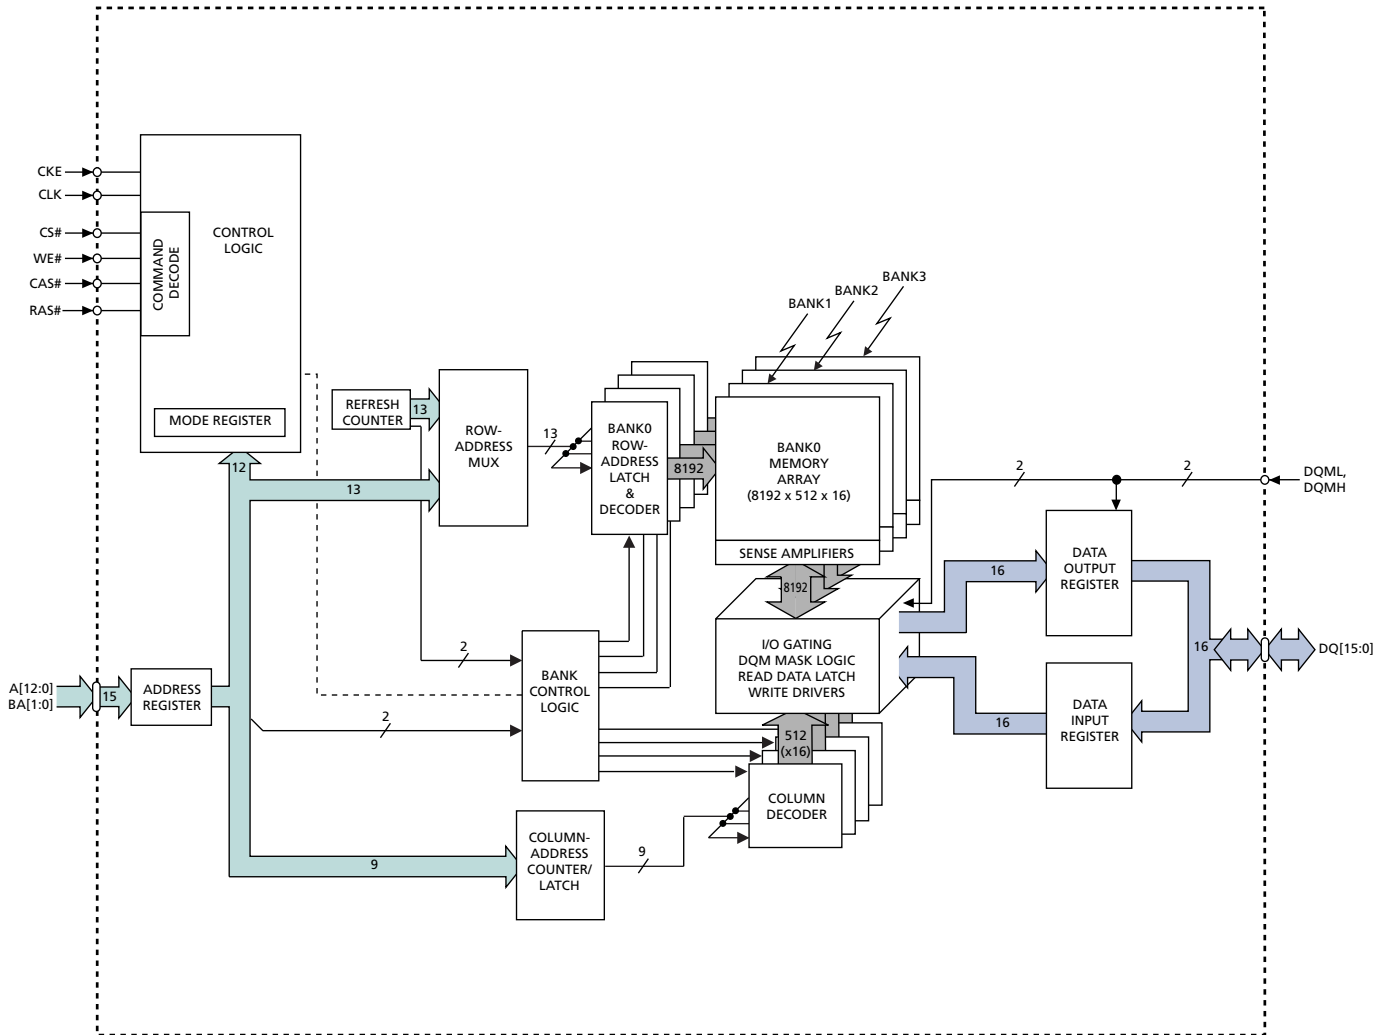 CKE
CLK
CS#
WE#
CAS#
RAS#
COMMAND
DECODE
CONTROL
LOGIC
MODE REGISTER
12
REFRESH
COUNTER
13
13
ROW-
ADDRESS
MUX
13
BANK0
ROW-
ADDRESS
LATCH
&
DECODER
8192
BANK1
BANK2
BANK3
BANK0
MEMORY
ARRAY
(8192 x 512 x 16)
SENSE AMPLIFIERS
8192
I/O GATING
DQM MASK LOGIC
READ DATA LATCH
WRITE DRIVERS
2
2
DQML,
DQMH
16
DATA
OUTPUT
REGISTER
16
DQ[15:0]
16
DATA
INPUT
REGISTER
A[12:0]
BA[1:0]
15
ADDRESS
REGISTER
2
2
BANK
CONTROL
LOGIC
512
(x16)
COLUMN
DECODER
9
COLUMN-
ADDRESS
COUNTER/
LATCH
9